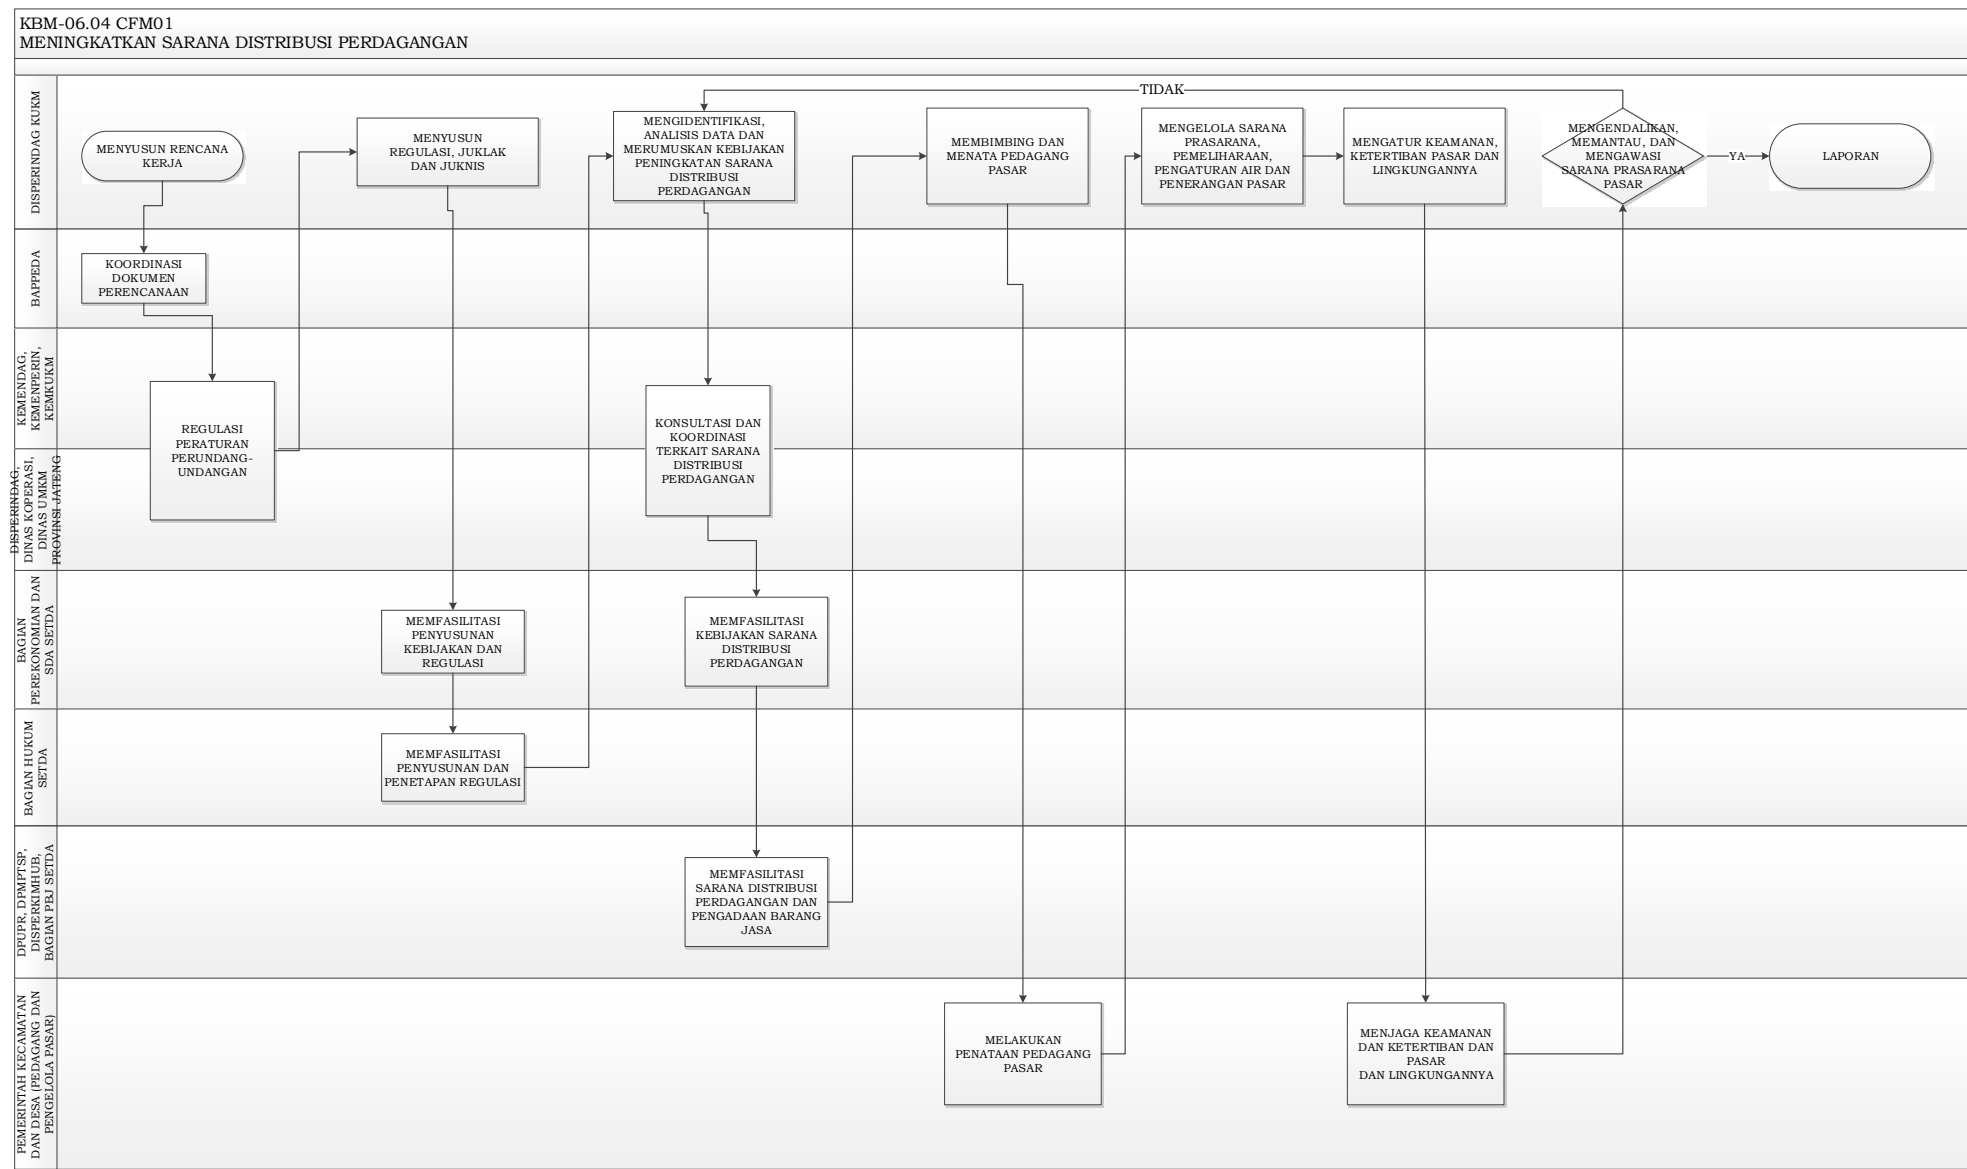 KBM-06.04 CFM01
MENINGKATKAN SARANA DISTRIBUSI PERDAGANGAN
DISPERINDAG KUKM
MENYUSUN RENCANA
KERJA
MENYUSUN
REGULASI, JUKLAK
DAN JUKNIS
MENGIDENTIFIKASI,
ANALISIS DATA DAN
MERUMUSKAN KEBIJAKAN
PENINGKATAN SARANA
DISTRIBUSI
PERDAGANGAN
MEMBIMBING DAN
MENATA PEDAGANG
PASAR
TIDAK
MENGELOLA SARANA
PRASARANA,
PEMELIHARAAN,
PENGATURAN AIR DAN
PENERANGAN PASAR
MENGATUR KEAMANAN,
KETERTIBAN PASAR DAN
LINGKUNGANNYA
MENGENDALIKAN,
MEMANTAU, DAN
MENGAWASI
SARANA PRASARANA
PASAR
YA
LAPORAN
BAPPEDA
KOORDINASI
DOKUMEN
PERENCANAAN
KEMENDAG,
KEMENPERIN,
KEMKUKM
REGULASI
PERATURAN
PERUNDANG-
UNDANGAN
KONSULTASI DAN
KOORDINASI
TERKAIT SARANA
DISTRIBUSI
PERDAGANGAN
DISPERINDAG,
DINAS KOPERASI,
DINAS UMKM
PROVINSI JATENG
BAGIAN
PEREKONOMIAN DAN
SDA SETDA
MEMFASILITASI
PENYUSUNAN
KEBIJAKAN DAN
REGULASI
MEMFASILITASI
KEBIJAKAN SARANA
DISTRIBUSI
PERDAGANGAN
BAGIAN HUKUM
SETDA
MEMFASILITASI
PENYUSUNAN DAN
PENETAPAN REGULASI
DPUPR, DPMPTSP,
DISPERKIMHUB,
BAGIAN PBJ SETDA
MEMFASILITASI
SARANA DISTRIBUSI
PERDAGANGAN DAN
PENGADAAN BARANG
JASA
PEMERINTAH KECAMATAN
DAN DESA (PEDAGANG DAN
PENGELOLA PASAR)
MELAKUKAN
PENATAAN PEDAGANG
PASAR
MENJAGA KEAMANAN
DAN KETERTIBAN DAN
PASAR
DAN LINGKUNGANNYA